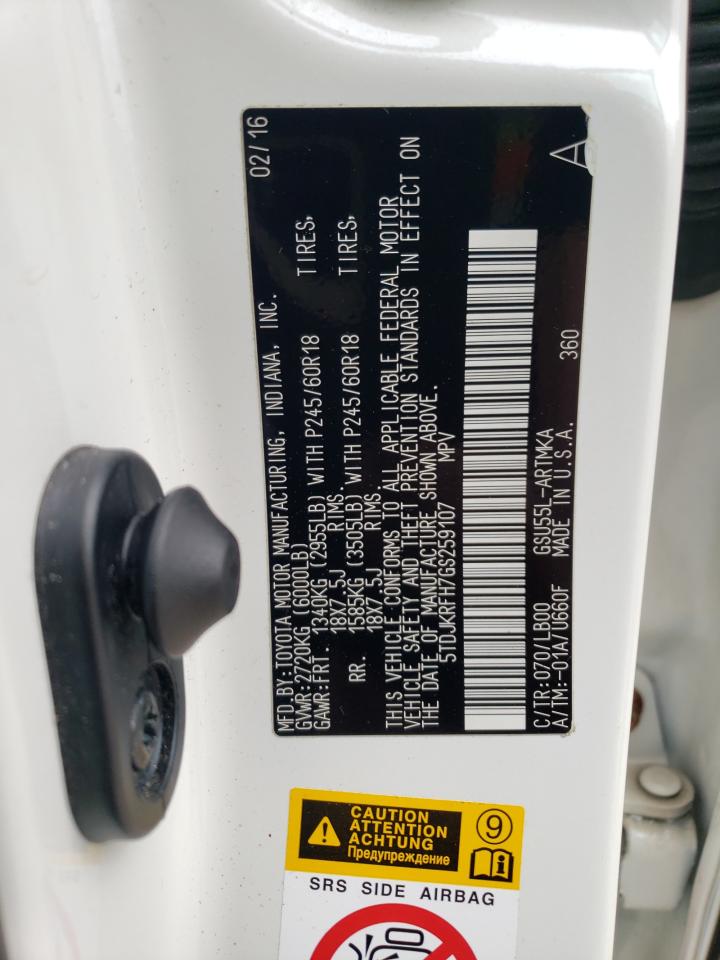 MFD.BY:TOYOTA MOTOR MANUFACTURING, INDIANA, INC. 02/16
GVWR:2720KG (6000LB)
GAWR:FRT. 1340KG (2955LB) WITH P245/60R18 TIRES,
18X7.5J RIMS.
RR. 1585KG (3505LB) WITH P245/60R18 TIRES,
18X7.5J RIMS.
THIS VEHICLE CONFORMS TO ALL APPLICABLE FEDERAL MOTOR
VEHICLE SAFETY AND THEFT PREVENTION STANDARDS IN EFFECT ON
THE DATE OF MANUFACTURE SHOWN ABOVE.
5TDJKRFH7GS259107 MPV
C/TR:070/LB00 GSU55L-ARTMKA 360 A
A/TM:-01A/U660F MADE IN U.S.A.
CAUTION
ATTENTION
ACHTUNG
Предупреждение
9
SRS SIDE AIRBAG